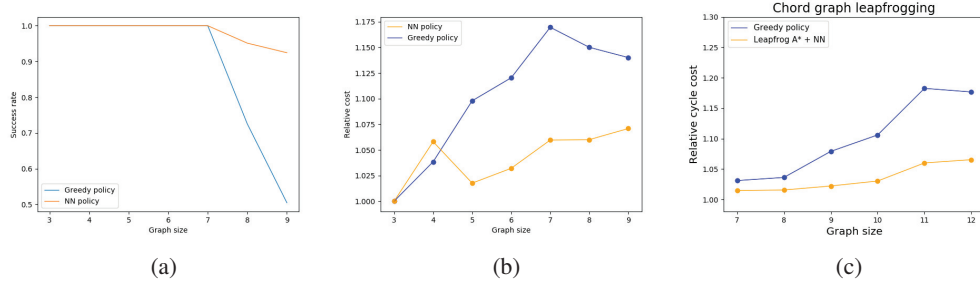 1.0
0.9
0.8
0.7
0.6
0.5
Success rate
Greedy policy
NN policy
3 4 5 6 7 8 9
Graph size
(a)
1.175
1.150
1.125
1.100
1.075
1.050
1.025
1.000
Relative cost
NN policy
Greedy policy
3 4 5 6 7 8 9
Graph size
(b)
Chord graph leapfrogging
1.30
1.25
1.20
1.15
1.10
1.05
1.00
Relative cycle cost
Greedy policy
Leapfrog A* + NN
7 8 9 10 11 12
Graph size
(c)